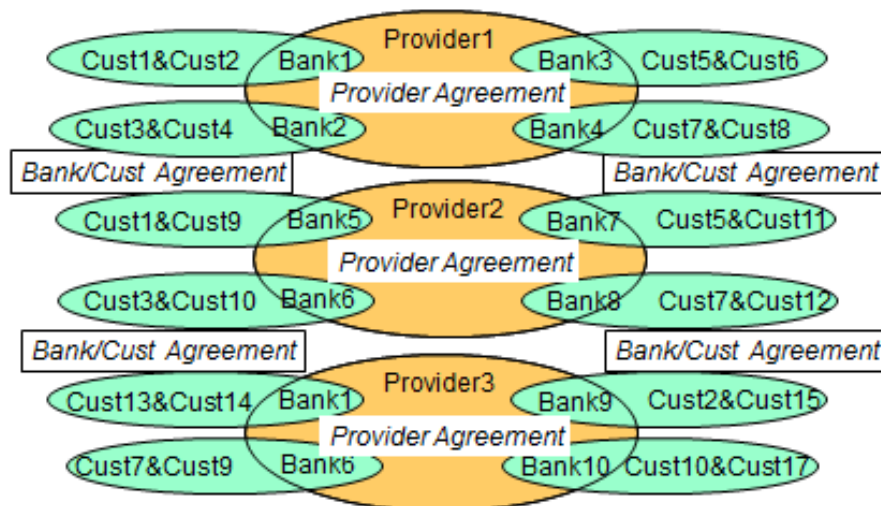 Provider1
Cust1&Cust2 Bank1 Bank3 Cust5&Cust6
Provider Agreement
Cust3&Cust4 Bank2 Bank4 Cust7&Cust8
Bank/Cust Agreement Bank/Cust Agreement
Provider2
Cust1&Cust9 Bank5 Bank7 Cust5&Cust11
Provider Agreement
Cust3&Cust10 Bank6 Bank8 Cust7&Cust12
Bank/Cust Agreement Bank/Cust Agreement
Provider3
Cust13&Cust14 Bank1 Bank9 Cust2&Cust15
Provider Agreement
Cust7&Cust9 Bank6 Bank10 Cust10&Cust17